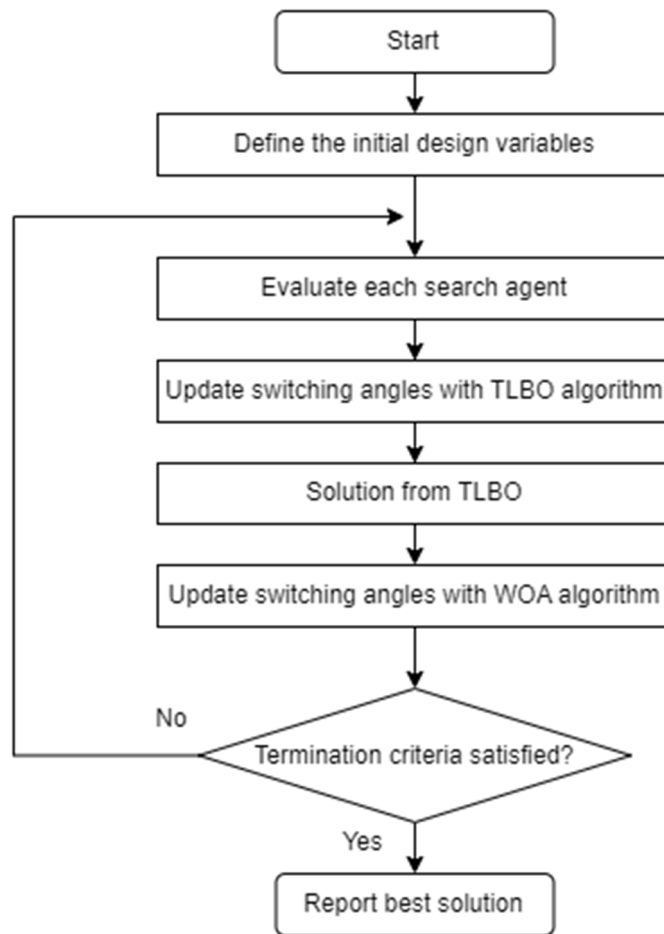 Start
Define the initial design variables
Evaluate each search agent
Update switching angles with TLBO algorithm
Solution from TLBO
Update switching angles with WOA algorithm
No
Termination criteria satisfied?
Yes
Report best solution